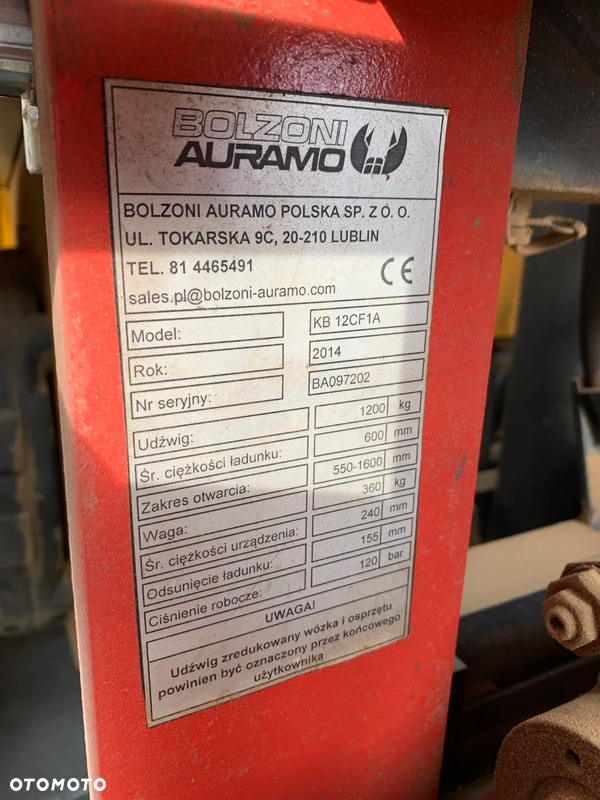 BOLZONI
AURAMO
BOLZONI AURAMO POLSKA SP. Z O. O.
UL. TOKARSKA 9C, 20-210 LUBLIN
TEL. 81 4465491
CE
sales.pl@bolzoni-auramo.com
Model: KB 12CF1A
Rok: 2014
Nr seryjny: BA097202
Udźwig: 1200 kg
Śr. ciężkości ładunku: 600 mm
Zakres otwarcia: 550-1600 mm
Waga: 360 kg
Śr. ciężkości urządzenia: 240 mm
Odsunięcie ładunku: 155 mm
Ciśnienie robocze: 120 bar
UWAGA!
Udźwig zredukowany wózka i osprzętu
powinien być oznaczony przez końcowego
użytkownika
OTOMOTO